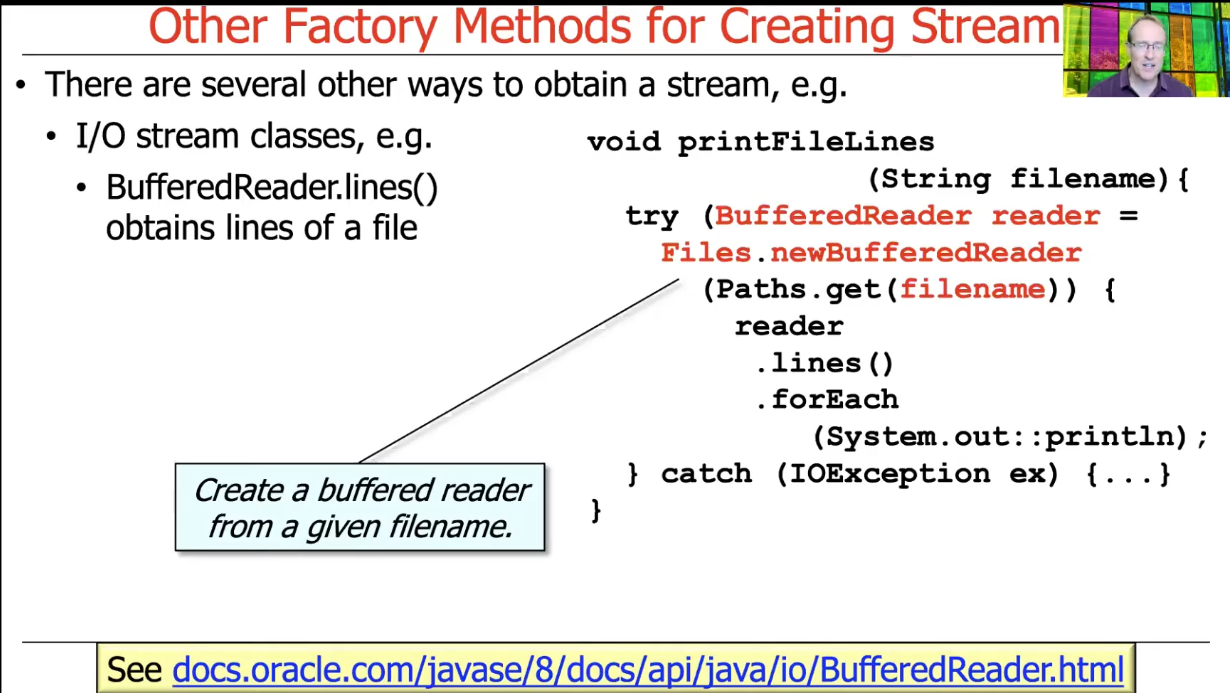 Other Factory Methods for Creating Stream
• There are several other ways to obtain a stream, e.g.
• I/O stream classes, e.g.
• BufferedReader.lines()
obtains lines of a file
void printFileLines
(String filename){
try (BufferedReader reader =
Files.newBufferedReader
(Paths.get(filename)) {
reader
.lines()
.forEach
(System.out::println);
} catch (IOException ex) {...}
}
Create a buffered reader
from a given filename.
See docs.oracle.com/javase/8/docs/api/java/io/BufferedReader.html